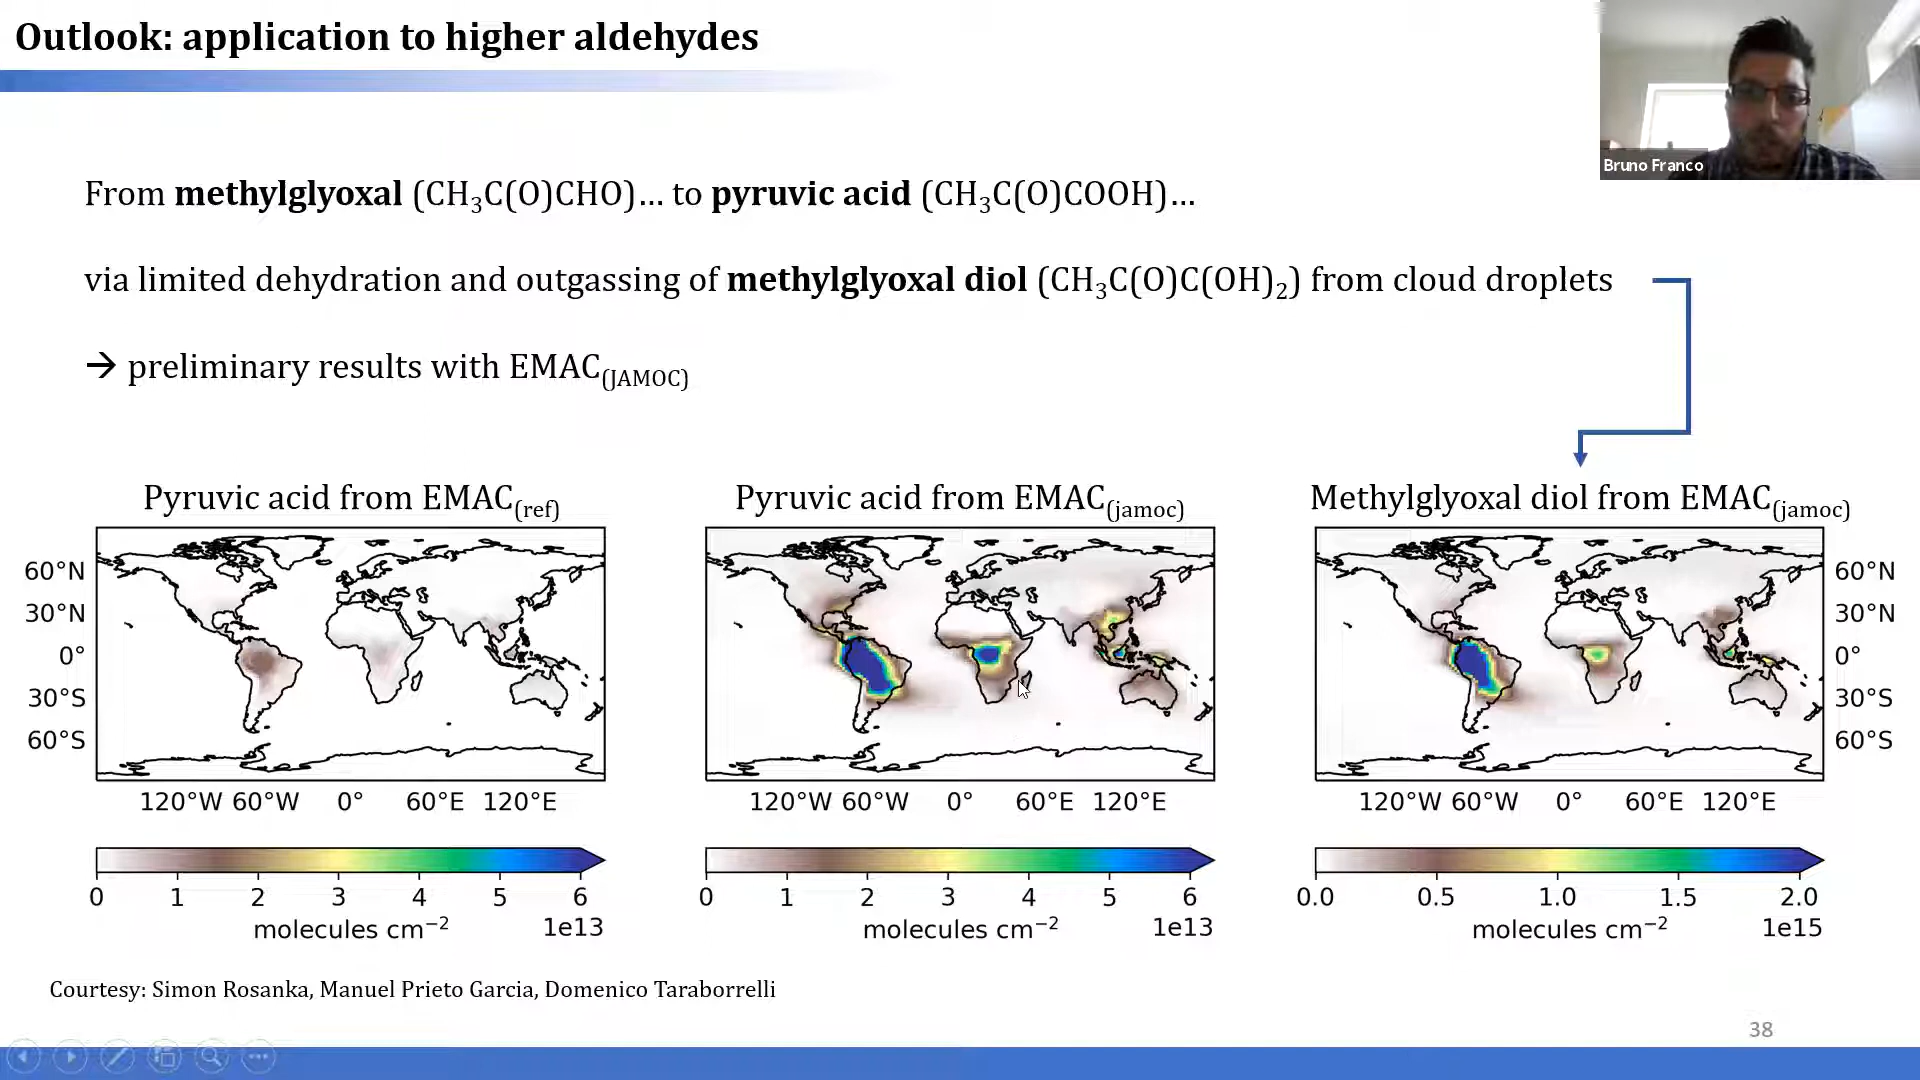 Outlook: application to higher aldehydes
Bruno Franco
From methylglyoxal (CH₃C(O)CHO)… to pyruvic acid (CH₃C(O)COOH)…
via limited dehydration and outgassing of methylglyoxal diol (CH₃C(O)C(OH)₂) from cloud droplets
→ preliminary results with EMAC(JAMOC)
Pyruvic acid from EMAC(ref)
60°N
30°N
0°
30°S
60°S
120°W 60°W 0° 60°E 120°E
0 1 2 3 4 5 6
molecules cm⁻² 1e13
Pyruvic acid from EMAC(jamoc)
120°W 60°W 0° 60°E 120°E
0 1 2 3 4 5 6
molecules cm⁻² 1e13
Methylglyoxal diol from EMAC(jamoc)
60°N
30°N
0°
30°S
60°S
120°W 60°W 0° 60°E 120°E
0.0 0.5 1.0 1.5 2.0
molecules cm⁻² 1e15
Courtesy: Simon Rosanka, Manuel Prieto Garcia, Domenico Taraborrelli
38